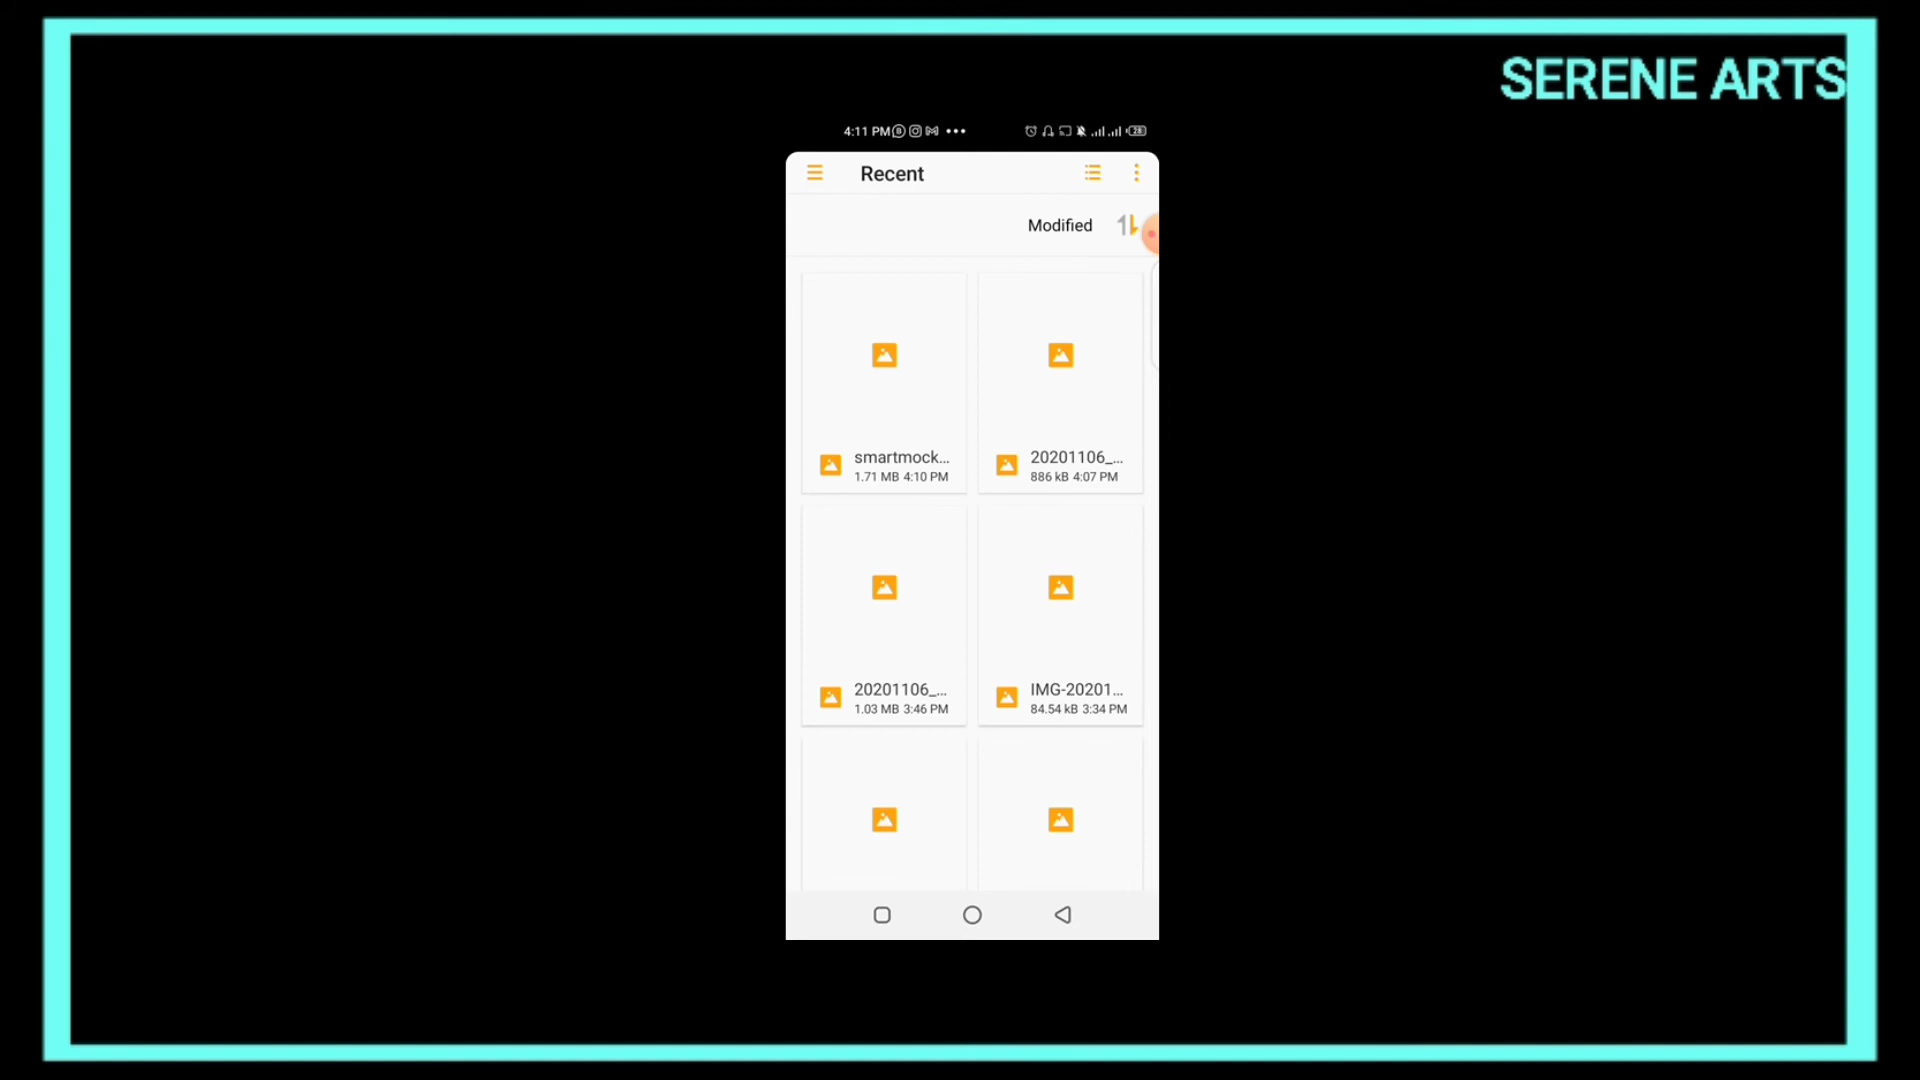 SERENE ARTS
4:11 PM
28
Recent
Modified
smartmock...
1.71 MB 4:10 PM
20201106_...
886 kB 4:07 PM
20201106_...
1.03 MB 3:46 PM
IMG-20201...
84.54 kB 3:34 PM